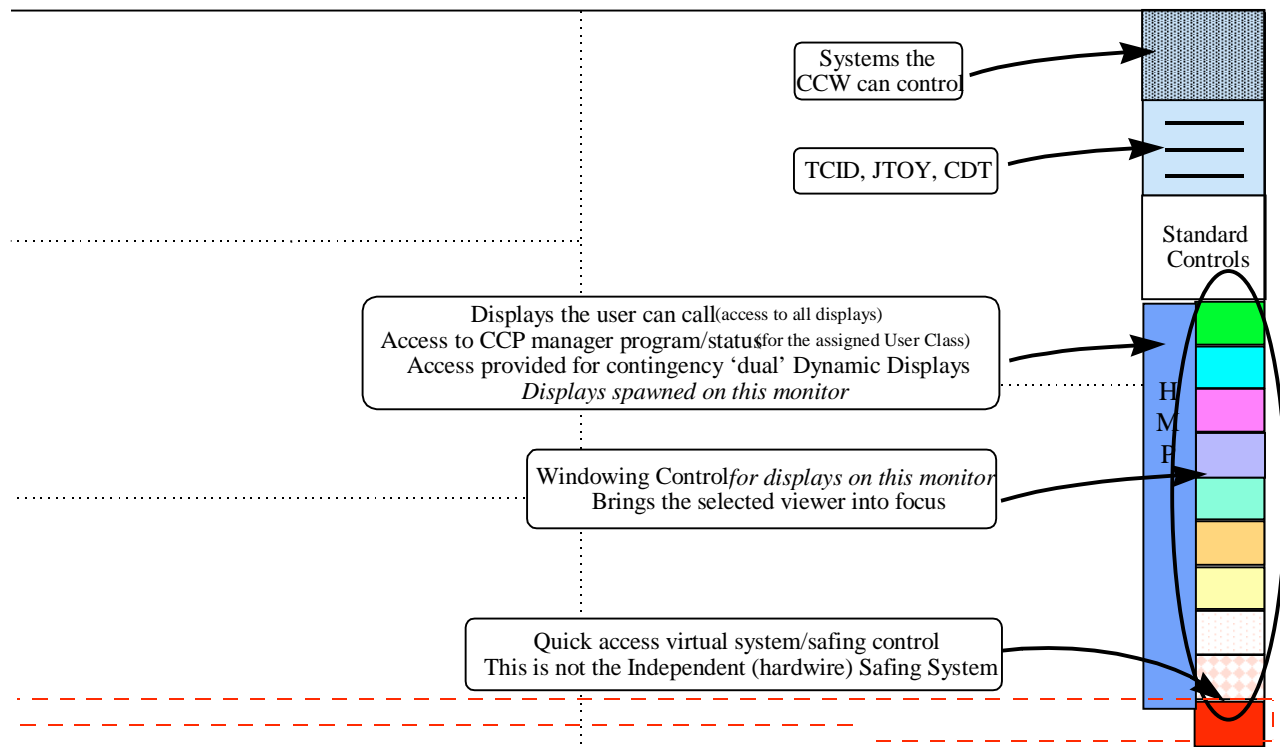 Systems the
CCW can control
TCID, JTOY, CDT
Standard
Controls
Displays the user can call(access to all displays)
Access to CCP manager program/status(for the assigned User Class)
Access provided for contingency ‘dual’ Dynamic Displays
Displays spawned on this monitor
H
M
P
Windowing Control for displays on this monitor
Brings the selected viewer into focus
Quick access virtual system/safing control
This is not the Independent (hardwire) Safing System